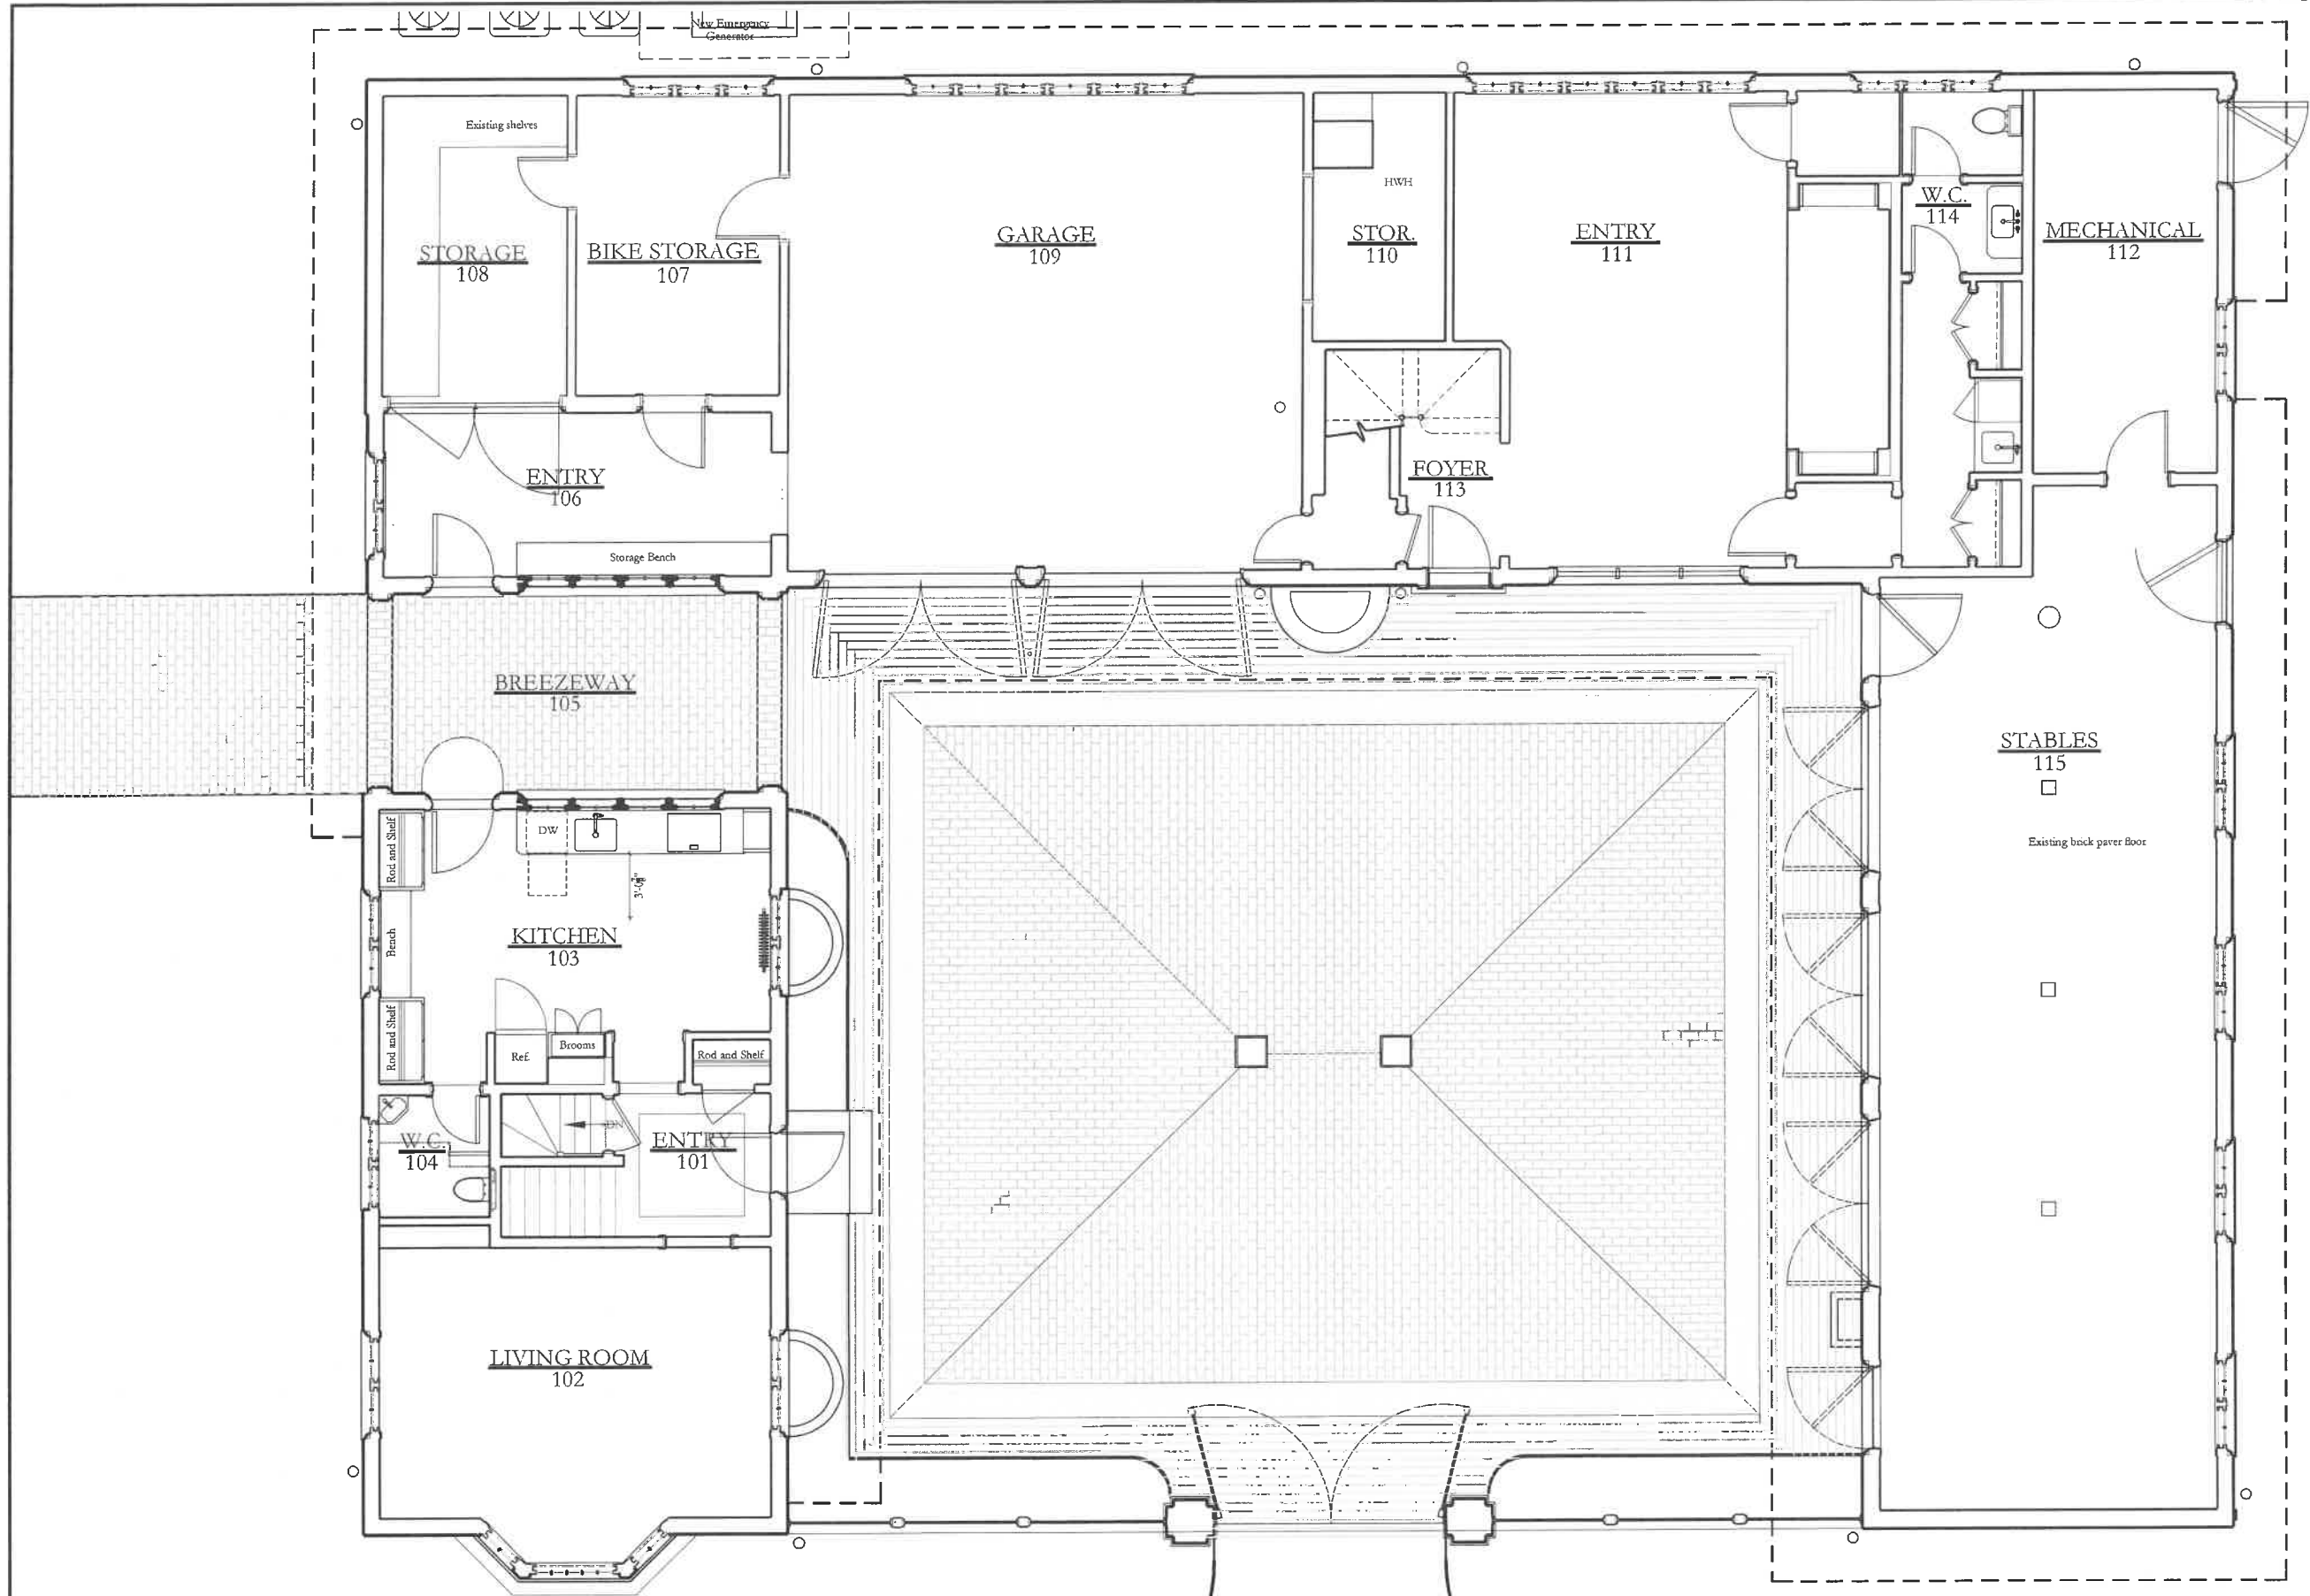 New Emergency
Generator
Existing shelves
STORAGE
108
BIKE STORAGE
107
GARAGE
109
HWH
STOR.
110
ENTRY
111
W.C.
114
MECHANICAL
112
ENTRY
106
FOYER
113
Storage Bench
BREEZEWAY
105
STABLES
115
Existing brick paver floor
Rod and Shelf
DW
Bench
KITCHEN
103
Rod and Shelf
Ref.
Brooms
Rod and Shelf
DN
W.C.
104
ENTRY
101
LIVING ROOM
102